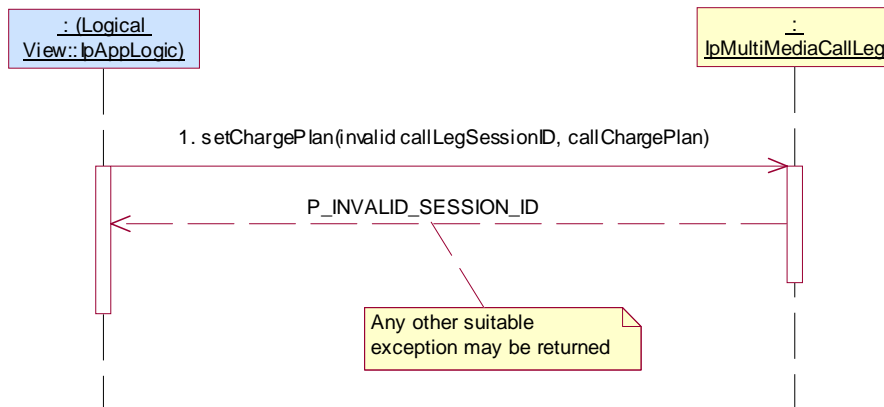 : (Logical
View::IpAppLogic)
:
IpMultiMediaCallLeg
1. setChargePlan(invalid callLegSessionID, callChargePlan)
P_INVALID_SESSION_ID
Any other suitable
exception may be returned